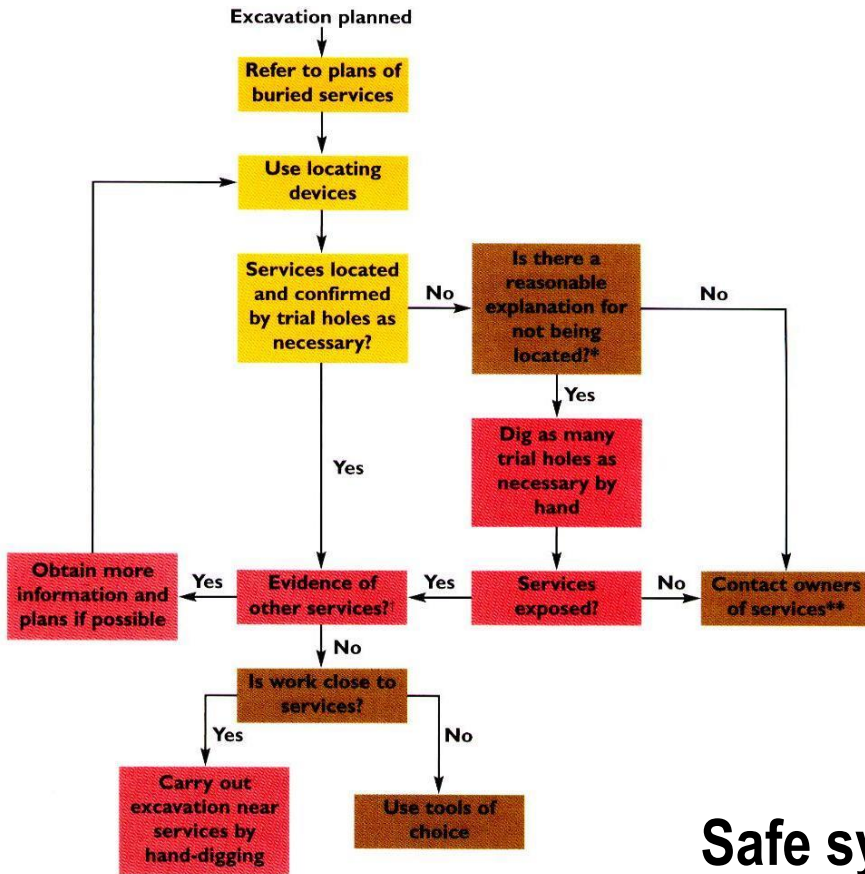 Excavation planned
Refer to plans of
buried services
Use locating
devices
Services located
and confirmed
by trial holes as
necessary?
No
Is there a
reasonable
explanation for
not being
located?*
No
Yes
Dig as many
trial holes as
necessary by
hand
Yes
Obtain more
information and
plans if possible
Yes
Evidence of
other services?†
Yes
Services
exposed?
No
Contact owners
of services**
No
Is work close to
services?
Yes
No
Carry out
excavation near
services by
hand-digging
Use tools of
choice
Safe sy